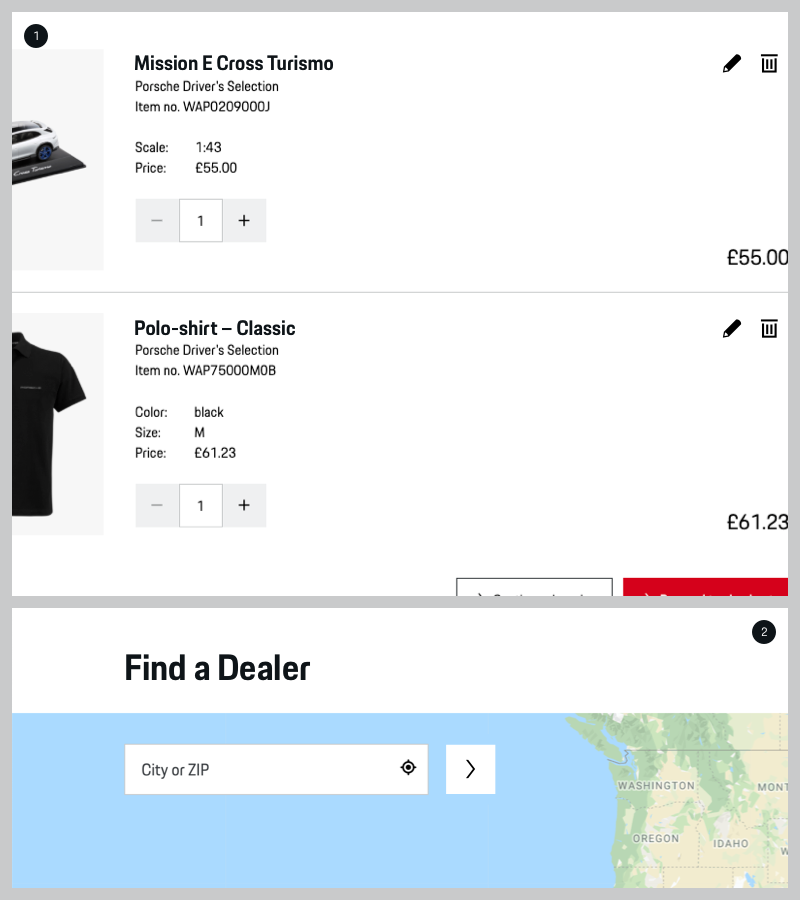 1
Mission E Cross Turismo
Porsche Driver's Selection
Item no. WAP0209000J
Scale: 1:43
Price: £55.00
1
£55.00
Polo-shirt – Classic
Porsche Driver's Selection
Item no. WAP75000M0B
Color: black
Size: M
Price: £61.23
1
£61.23
2
Find a Dealer
City or ZIP
WASHINGTON
MONT
OREGON
IDAHO
W